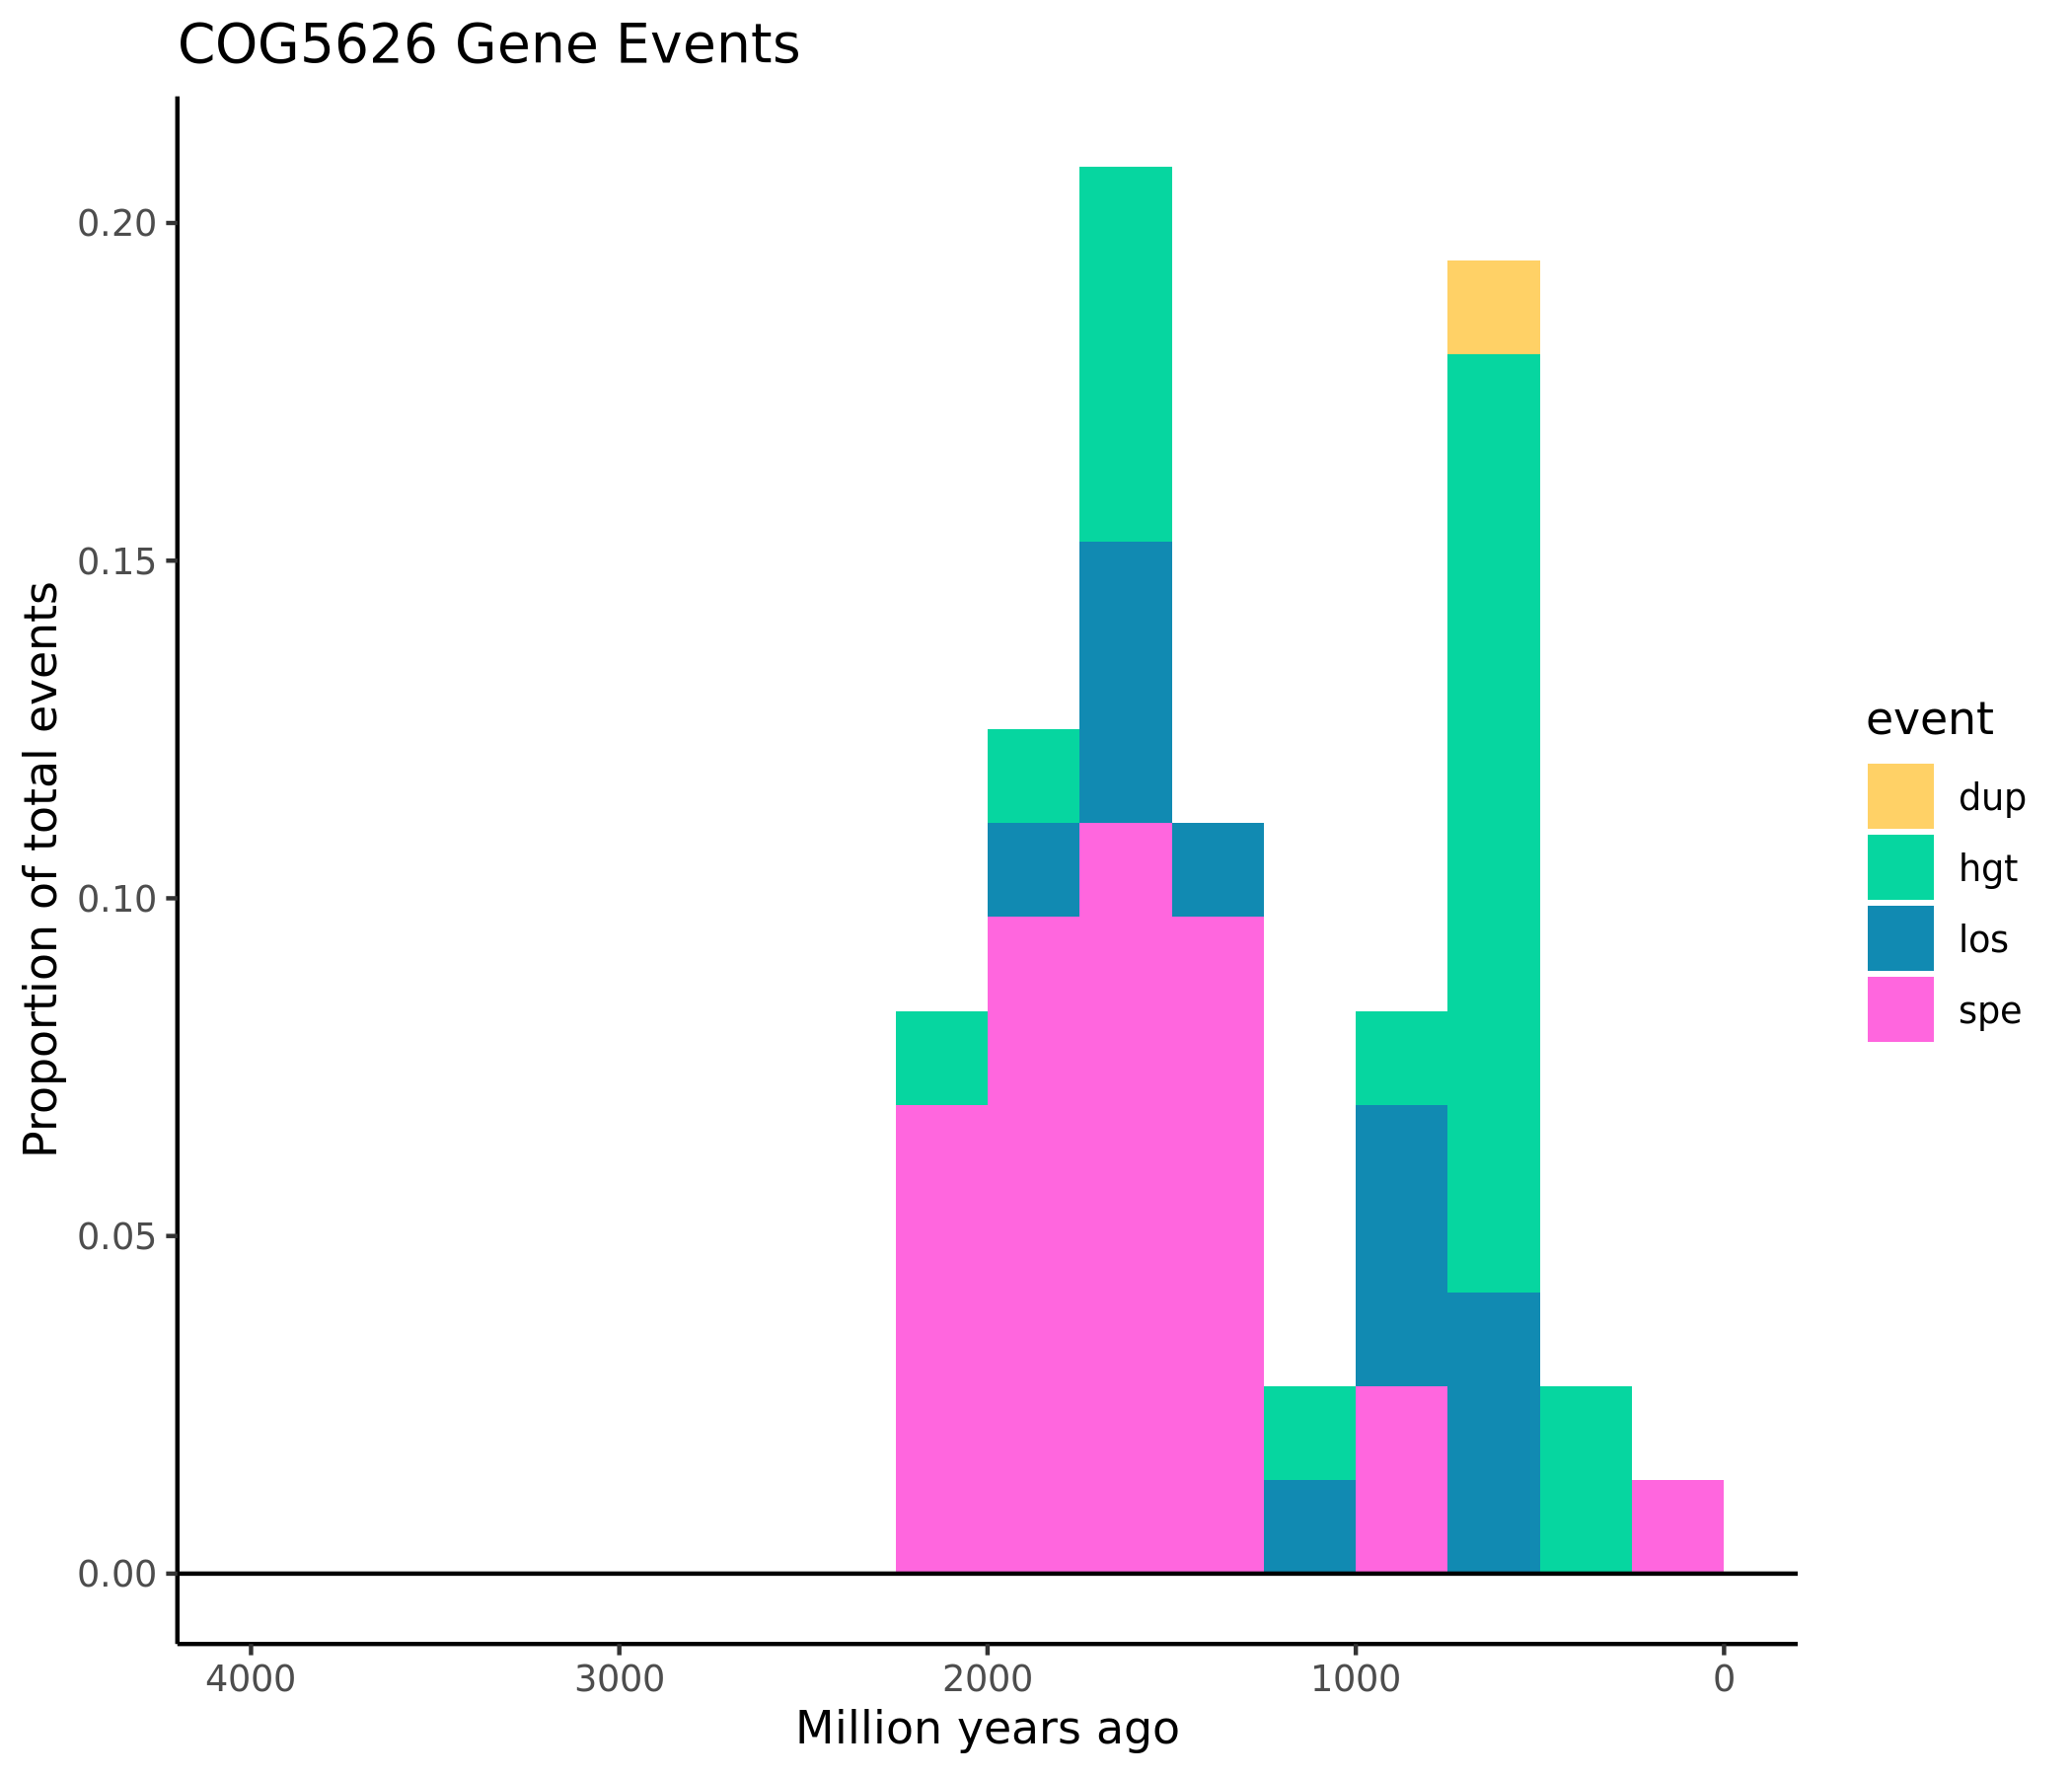 COG5626 Gene Events
Proportion of total events
0.20
0.15
0.10
0.05
0.00
4000 3000 2000 1000 0
Million years ago
event
dup
hgt
los
spe